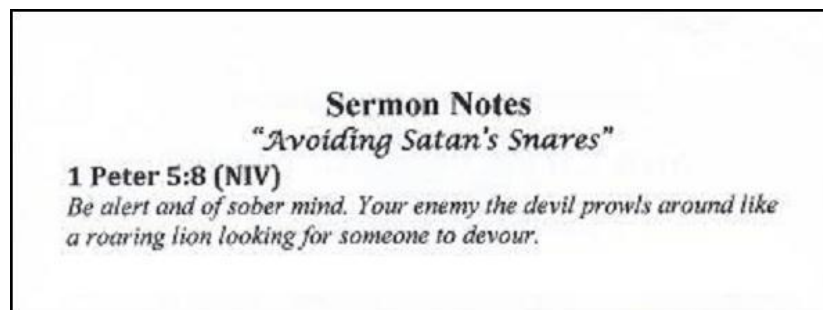 Sermon Notes
“Avoiding Satan's Snares”
1 Peter 5:8 (NIV)
Be alert and of sober mind. Your enemy the devil prowls around like
a roaring lion looking for someone to devour.